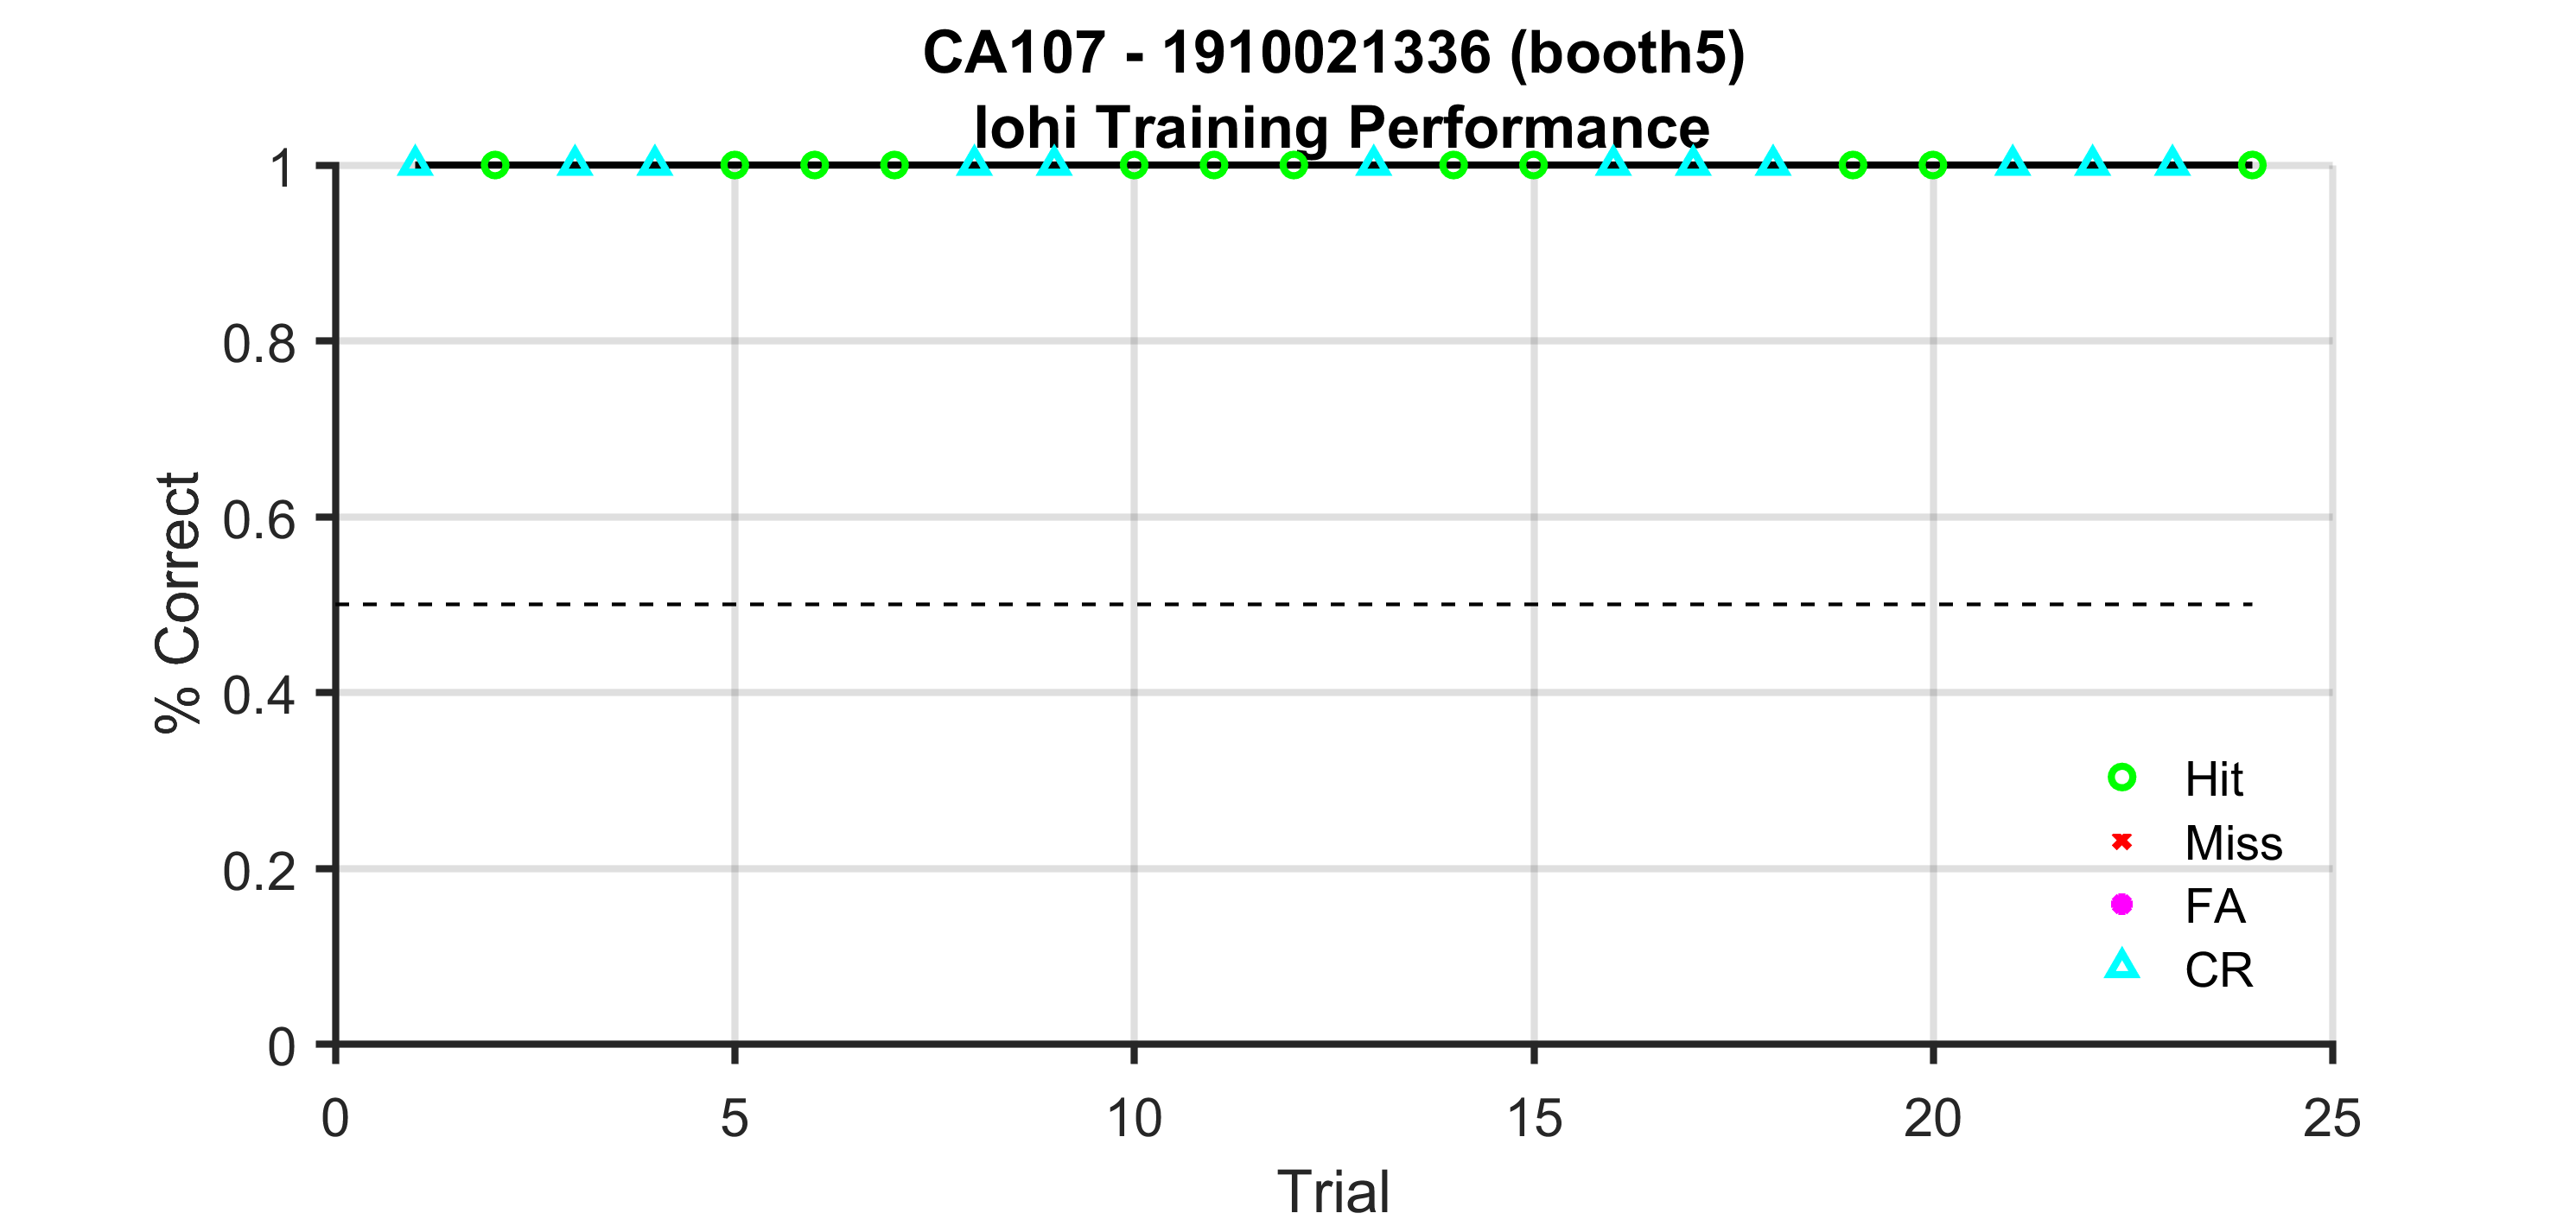 CA107 - 1910021336 (booth5)
lohi Training Performance
1
0.8
0.6
0.4
0.2
0
% Correct
Hit
Miss
FA
CR
0 5 10 15 20 25
Trial